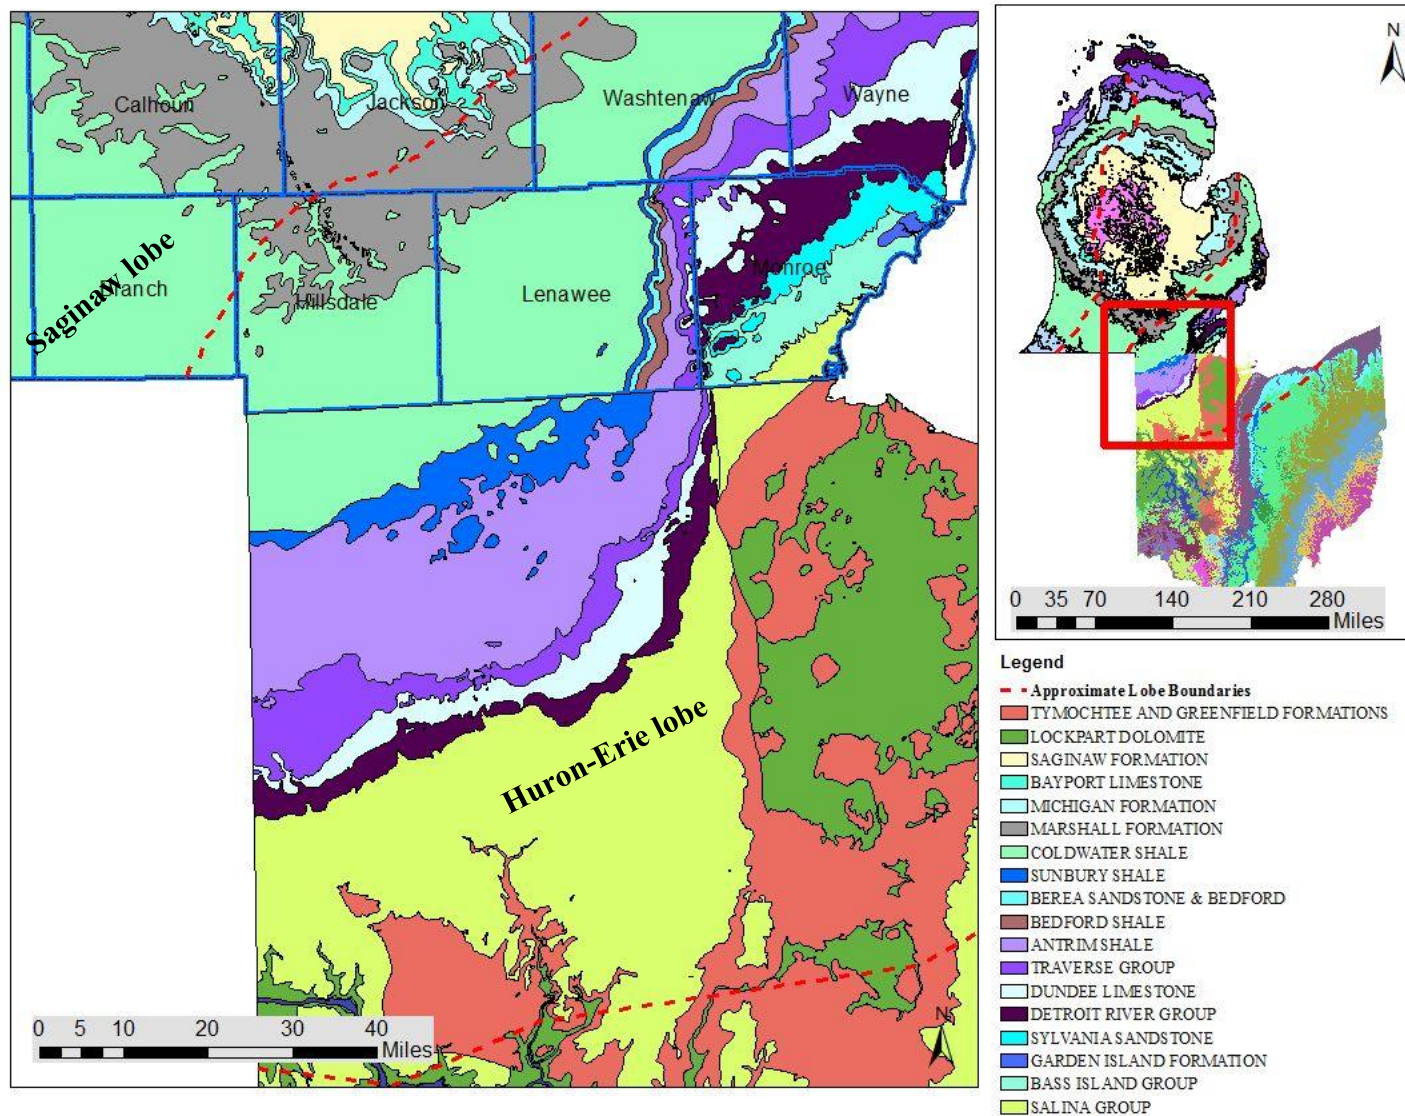 Calhoun
Jackson
Washtenaw
Wayne
Saginaw lobe
ranch
Hillsdale
Lenawee
Monroe
Huron-Erie lobe
0 5 10 20 30 40
Miles
N
N
0 35 70 140 210 280
Miles
Legend
Approximate Lobe Boundaries
TYMOCHTEE AND GREENFIELD FORMATIONS
LOCKPART DOLOMITE
SAGINAW FORMATION
BAYPORT LIMESTONE
MICHIGAN FORMATION
MARSHALL FORMATION
COLDWATER SHALE
SUNBURY SHALE
BEREA SANDSTONE & BEDFORD
BEDFORD SHALE
ANTRIM SHALE
TRAVERSE GROUP
DUNDEE LIMESTONE
DETROIT RIVER GROUP
SYLVANIA SANDSTONE
GARDEN ISLAND FORMATION
BASS ISLAND GROUP
SALINA GROUP